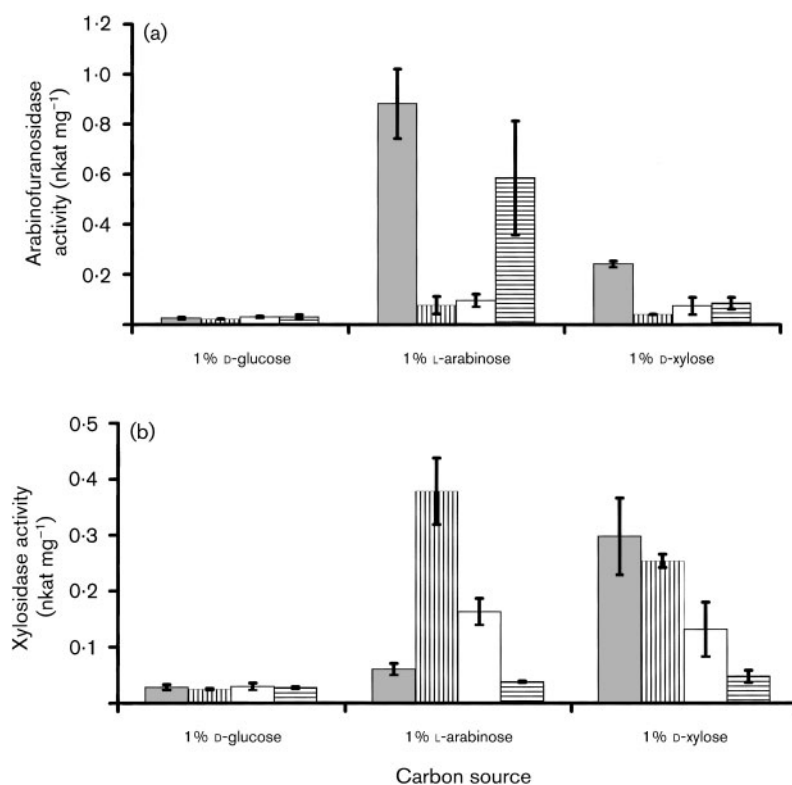 (a)
Arabinofuranosidase
activity (nkat mg⁻¹)
1·2
1·0
0·8
0·6
0·4
0·2
1% D-glucose 1% L-arabinose 1% D-xylose
(b)
Xylosidase activity
(nkat mg⁻¹)
0·5
0·4
0·3
0·2
0·1
1% D-glucose 1% L-arabinose 1% D-xylose
Carbon source